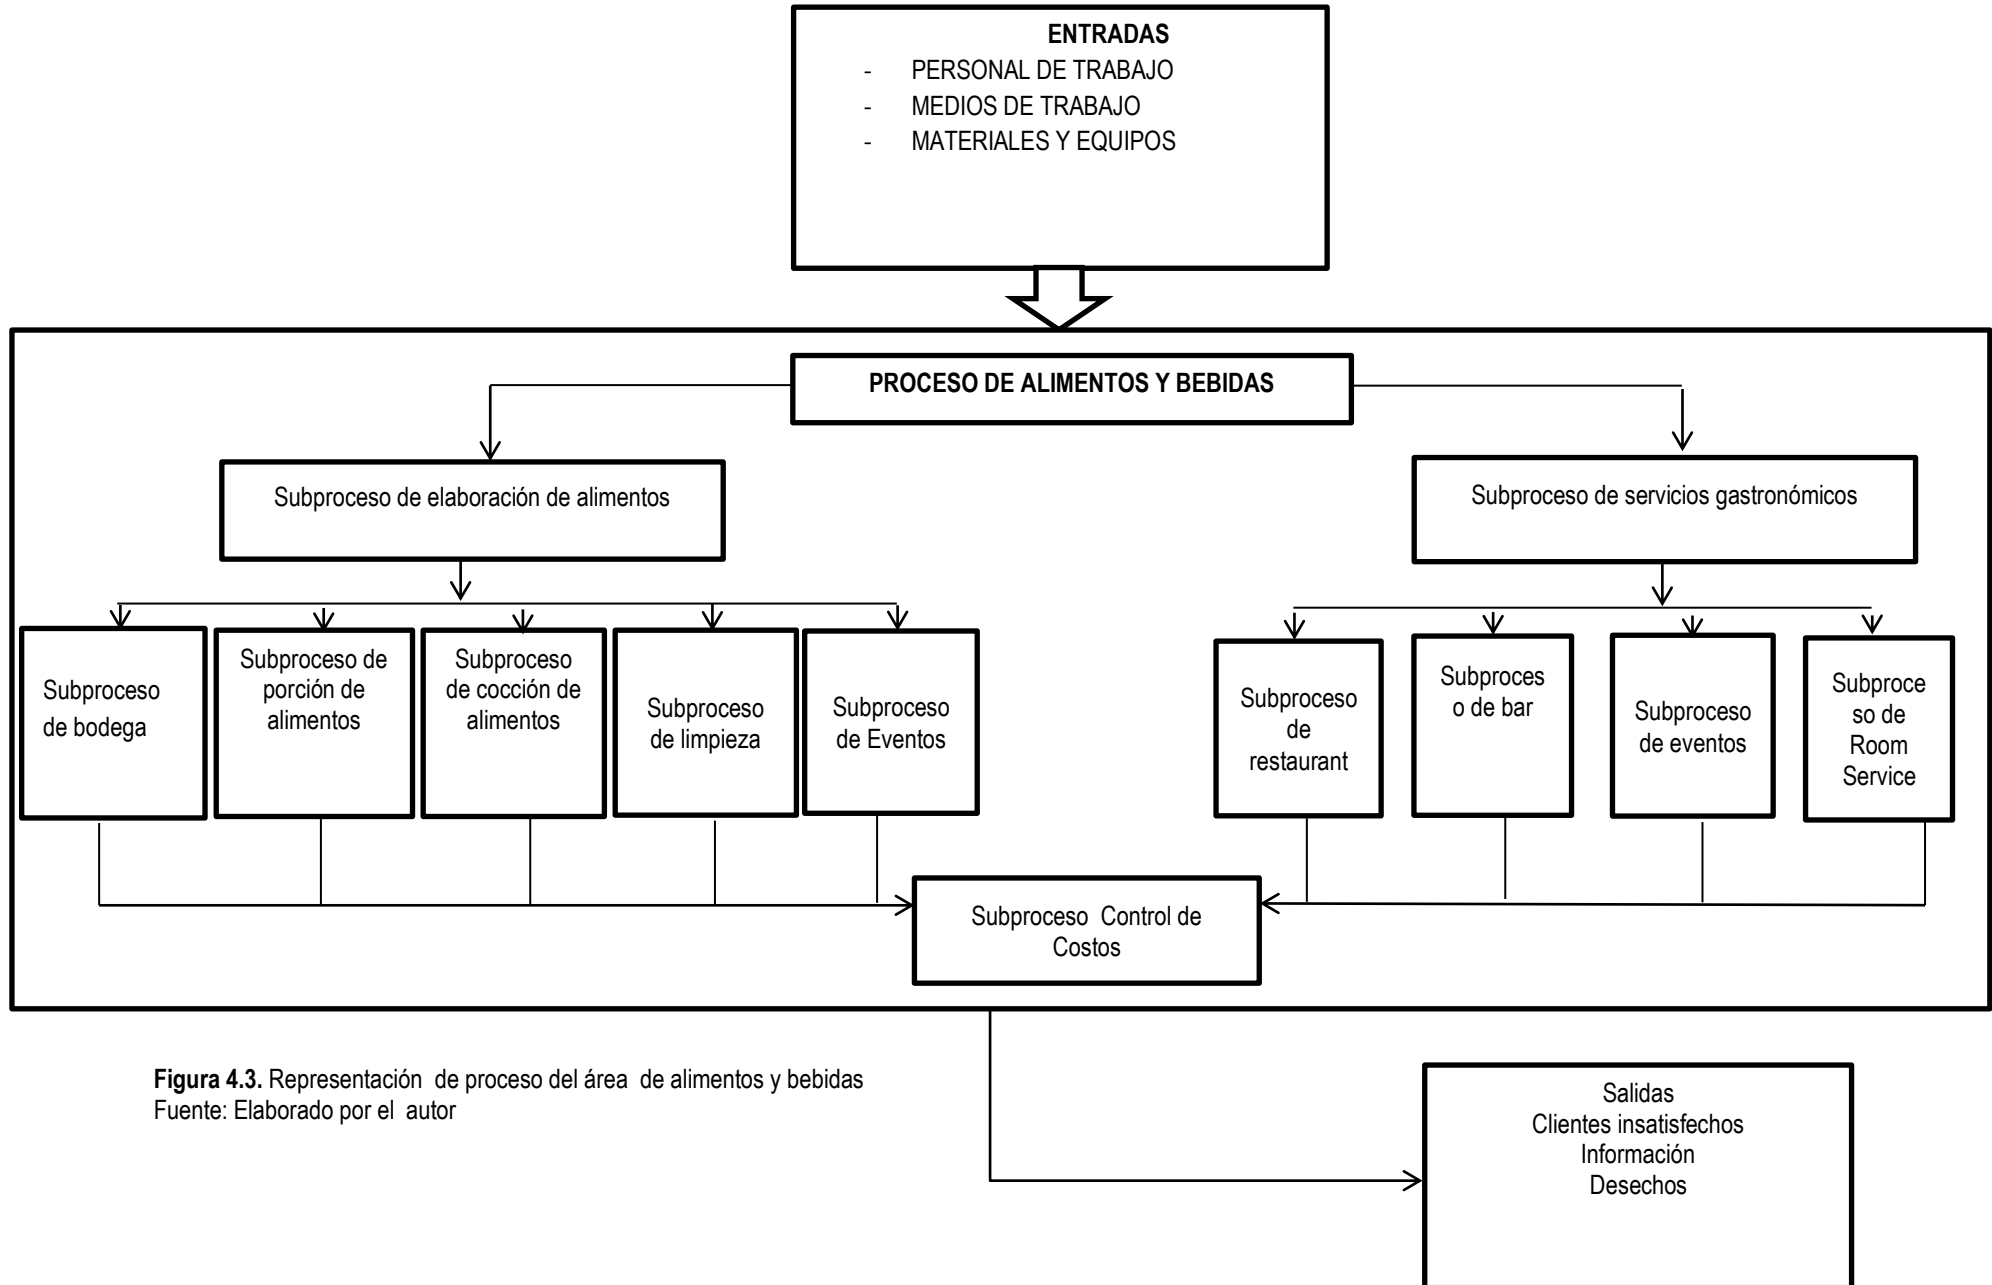 ENTRADAS
- PERSONAL DE TRABAJO
- MEDIOS DE TRABAJO
- MATERIALES Y EQUIPOS
PROCESO DE ALIMENTOS Y BEBIDAS
Subproceso de elaboración de alimentos
Subproceso de servicios gastronómicos
Subproceso
de bodega
Subproceso de
porción de
alimentos
Subproceso
de cocción de
alimentos
Subproceso
de limpieza
Subproceso
de Eventos
Subproceso
de
restaurant
Subproces
o de bar
Subproceso
de eventos
Subproce
so de
Room
Service
Subproceso  Control de
Costos
Figura 4.3. Representación  de proceso del área  de alimentos y bebidas
Fuente: Elaborado por el  autor
Salidas
Clientes insatisfechos
Información
Desechos